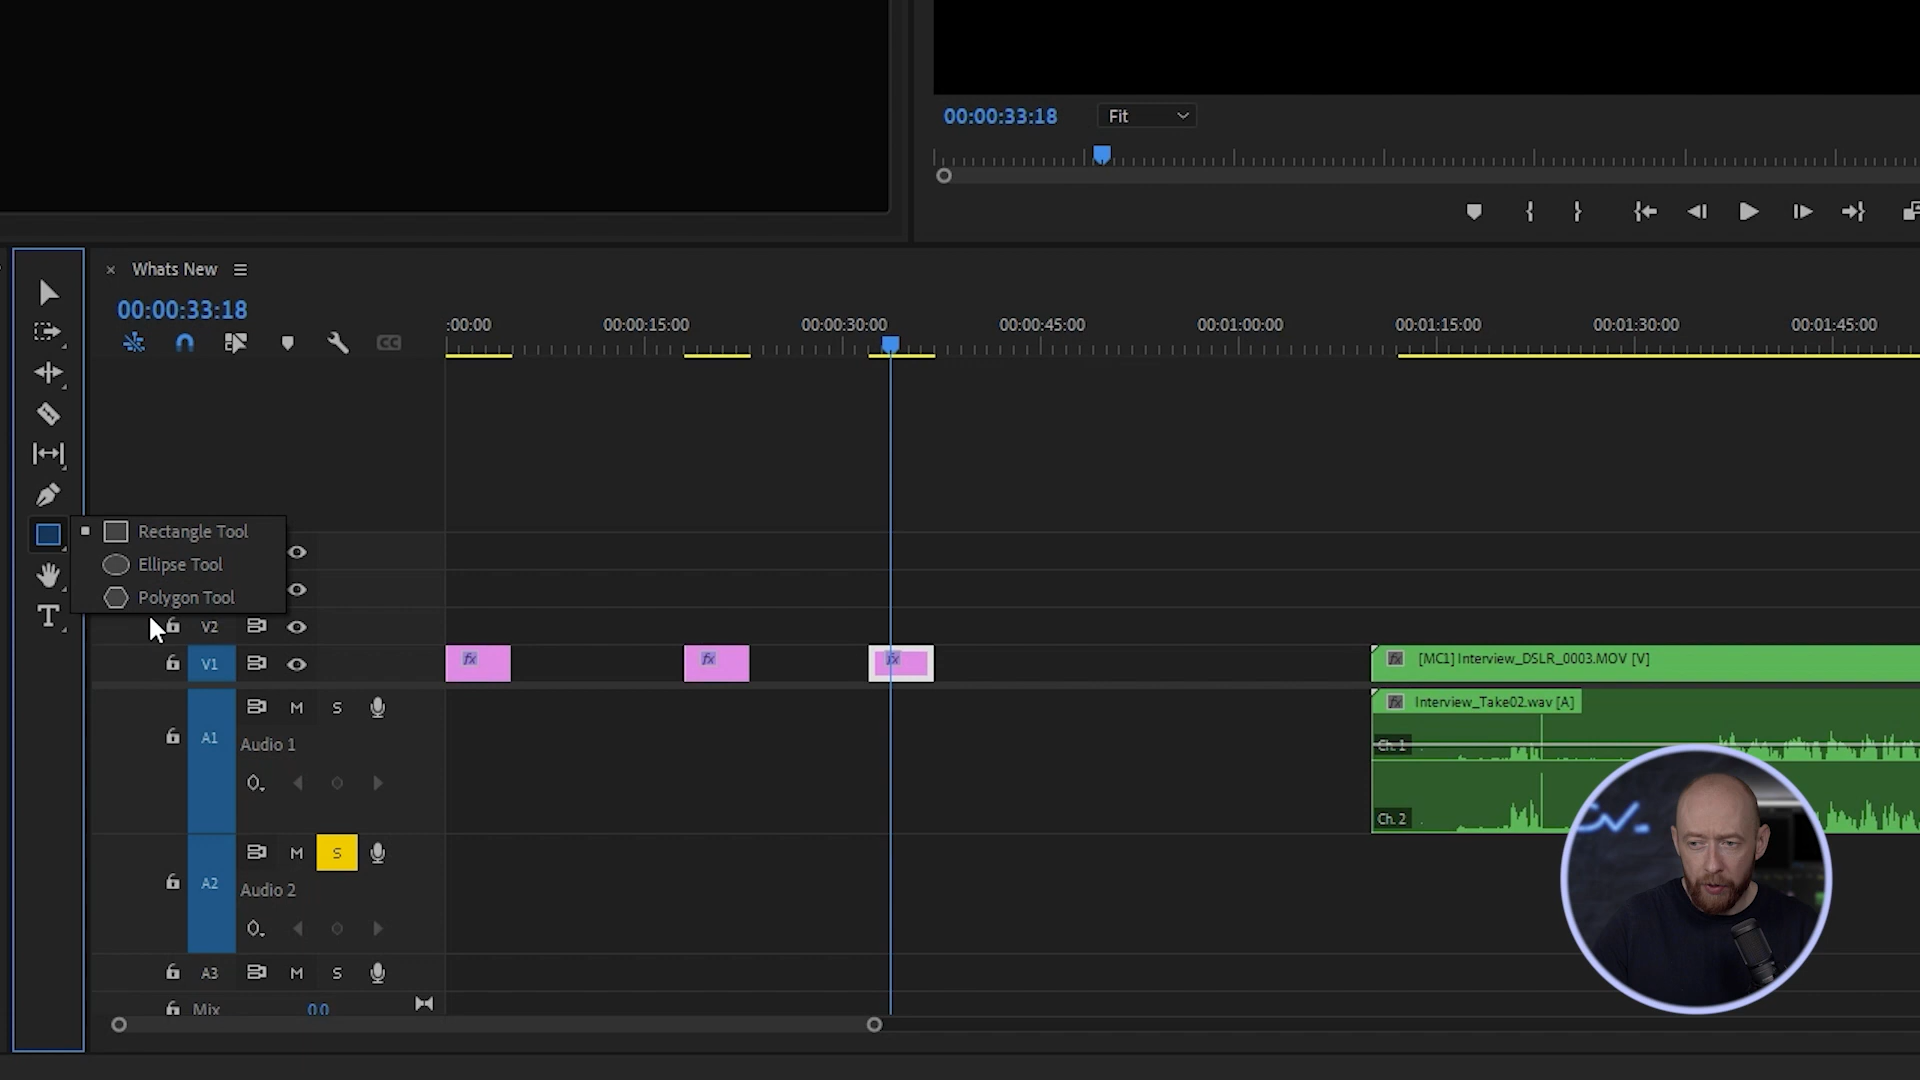 00:00:33:18
Fit
Whats New
00:00:33:18
:00:00
00:00:15:00
00:00:30:00
00:00:45:00
00:01:00:00
00:01:15:00
00:01:30:00
00:01:45:00
CC
Rectangle Tool
Ellipse Tool
Polygon Tool
T
V2
V1
fx
fx
fx
fx [MC1] Interview_DSLR_0003.MOV [V]
M S
fx Interview_Take02.wav [A]
A1
Audio 1
Ch. 1
Ch. 2
M S
A2
Audio 2
A3 M S
Mix 0.0